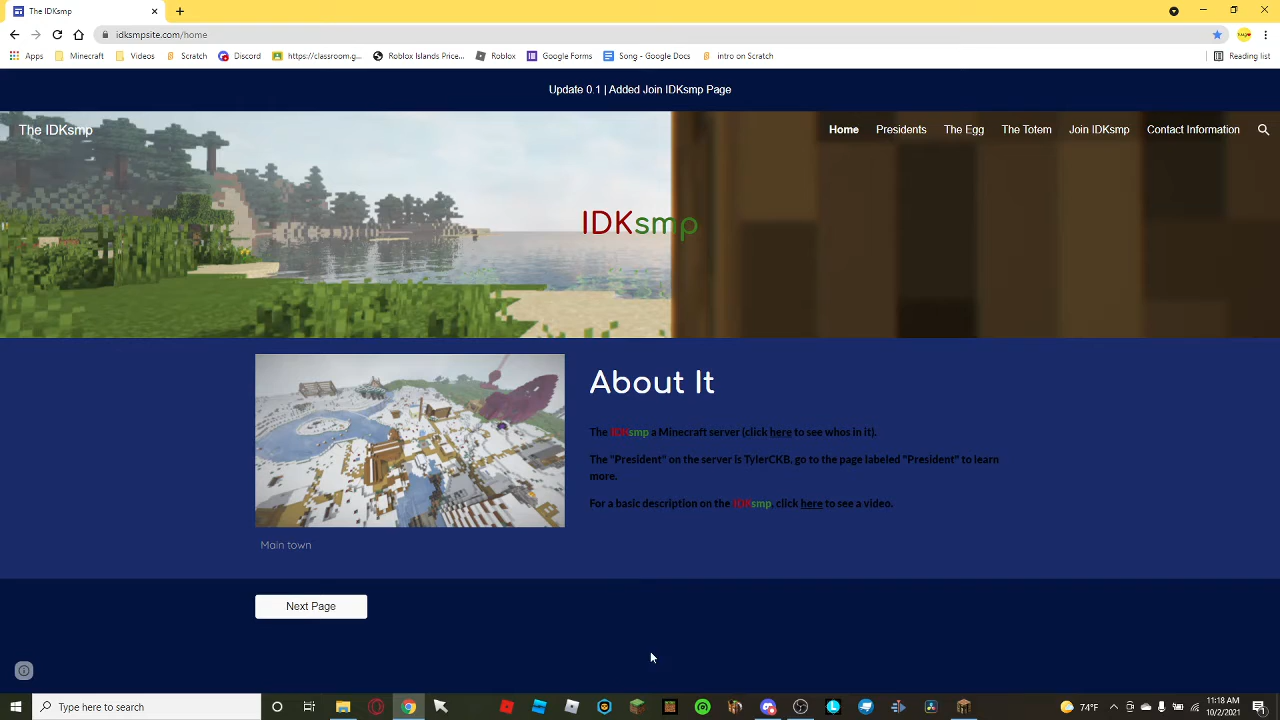 The IDKsmp
idksmpsite.com/home
Apps Minecraft Videos Scratch Discord https://classroom.g... Roblox Islands Price... Roblox Google Forms Song - Google Docs intro on Scratch Reading list
Update 0.1 | Added Join IDKsmp Page
The IDKsmp Home Presidents The Egg The Totem Join IDKsmp Contact Information
IDKsmp
About It
The IDKsmp a Minecraft server (click here to see whos in it).
The "President" on the server is TylerCKB, go to the page labeled "President" to learn
more.
For a basic description on the IDKsmp, click here to see a video.
Main town
Next Page
Type here to search 74°F 11:18 AM
10/2/2021